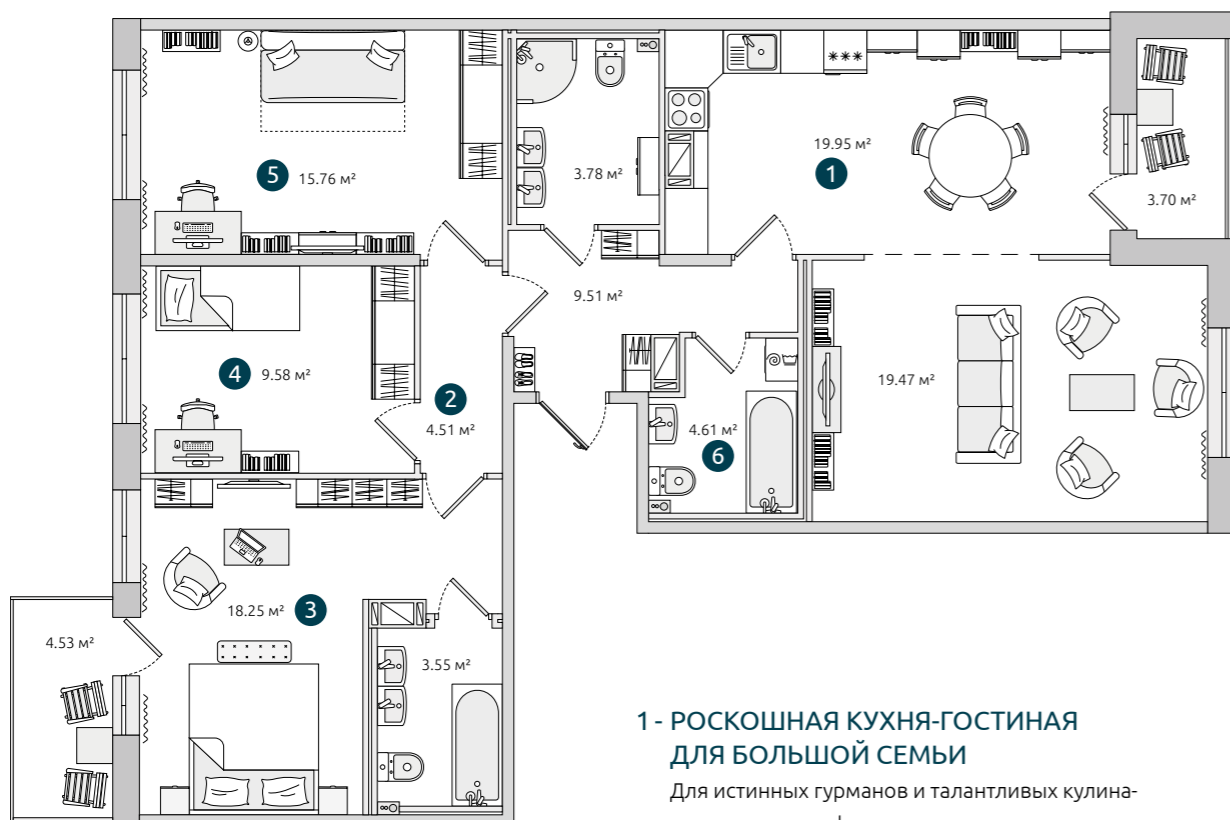 5
15.76 м²
3.78 м²
19.95 м²
1
3.70 м²
9.51 м²
4
9.58 м²
2
4.51 м²
19.47 м²
4.61 м²
6
18.25 м²
3
4.53 м²
3.55 м²
1 - РОСКОШНАЯ КУХНЯ-ГОСТИНАЯ
ДЛЯ БОЛЬШОЙ СЕМЬИ
Для истинных гурманов и талантливых кулина-